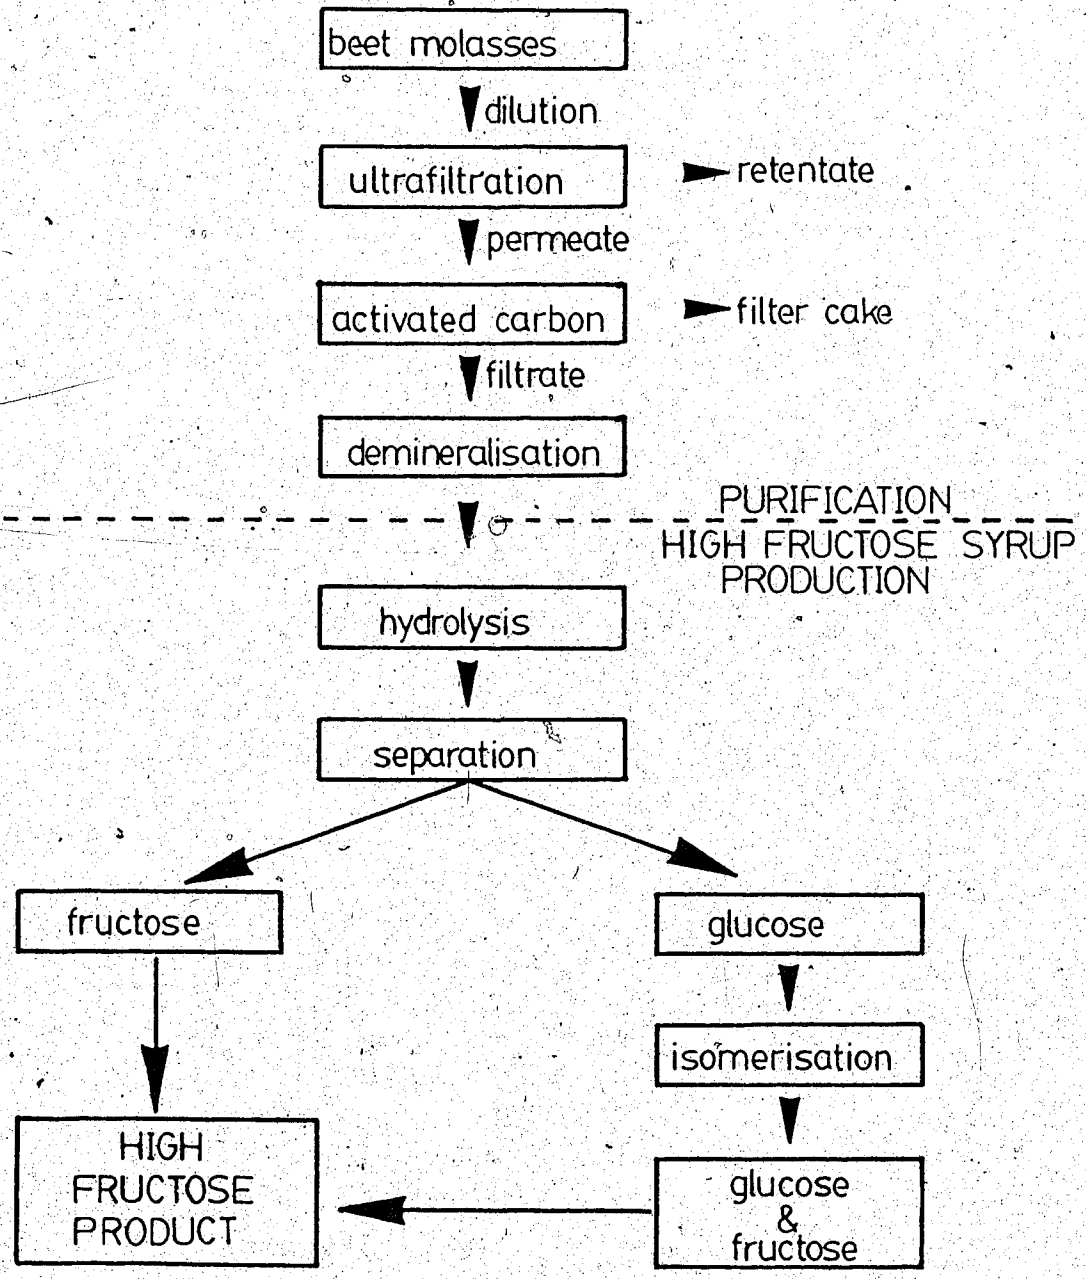 beet molasses
dilution
ultrafiltration
retentate
permeate
activated carbon
filter cake
filtrate
demineralisation
PURIFICATION
HIGH FRUCTOSE SYRUP
PRODUCTION
hydrolysis
separation
fructose
glucose
isomerisation
HIGH
FRUCTOSE
PRODUCT
glucose
&
fructose